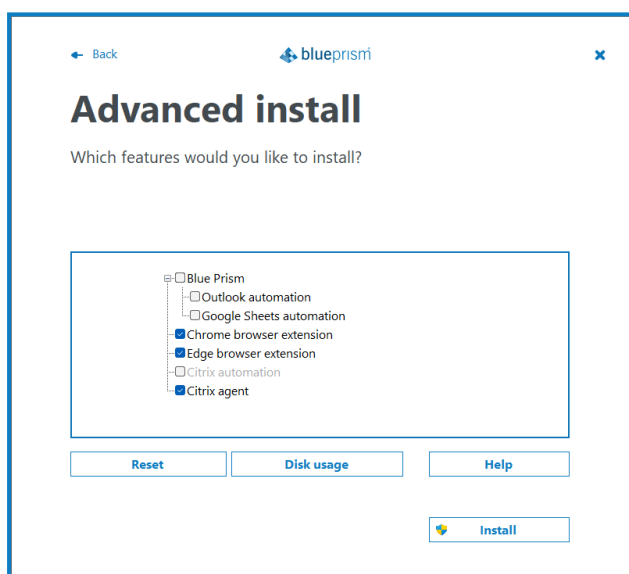 Back
blueprism
Advanced install
Which features would you like to install?
Blue Prism
Outlook automation
Google Sheets automation
Chrome browser extension
Edge browser extension
Citrix automation
Citrix agent
Reset Disk usage Help
Install